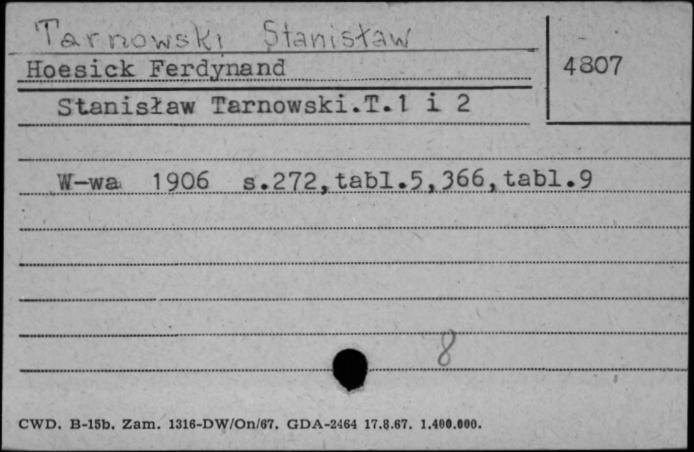 Tarnowski Stanisław
Hoesick Ferdynand
4807
Stanisław Tarnowski.T.1 i 2
W-wa 1906 s.272,tabl.5,366,tabl.9
8
CWD. B-15b. Zam. 1316-DW/On/67. GDA-2464 17.8.67. 1.400.000.